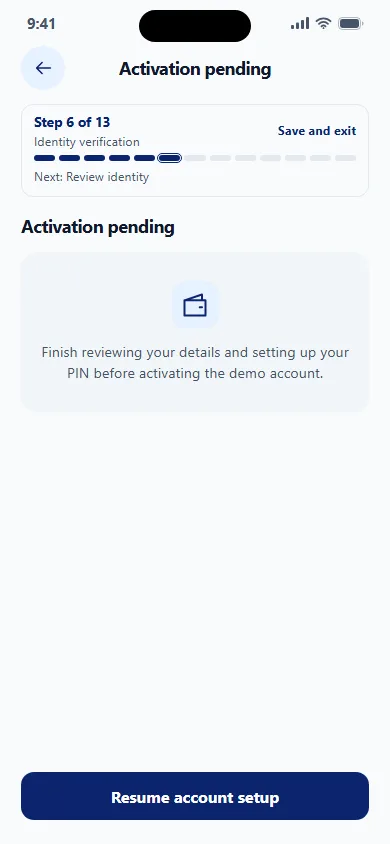 9:41
Activation pending
Step 6 of 13
Save and exit
Identity verification
Next: Review identity
Activation pending
Finish reviewing your details and setting up your
PIN before activating the demo account.
Resume account setup